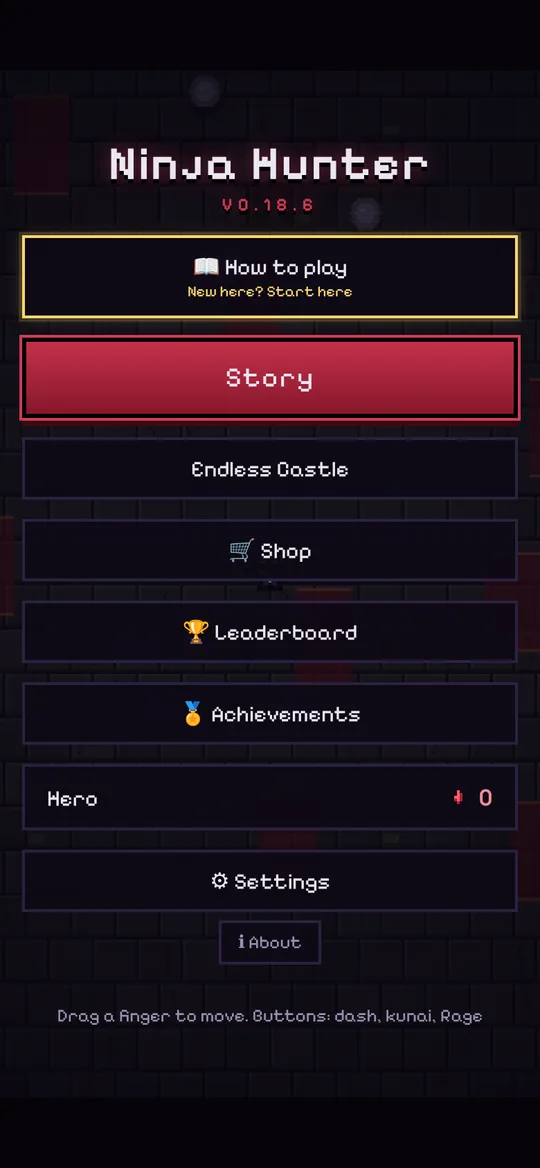 Ninja Hunter
V0.18.6
📖 How to play
New here? Start here
Story
Endless Castle
🛒 Shop
🏆 Leaderboard
🏅 Achievements
Hero 0
⚙ Settings
ℹ About
Drag a finger to move. Buttons: dash, kunai, Rage